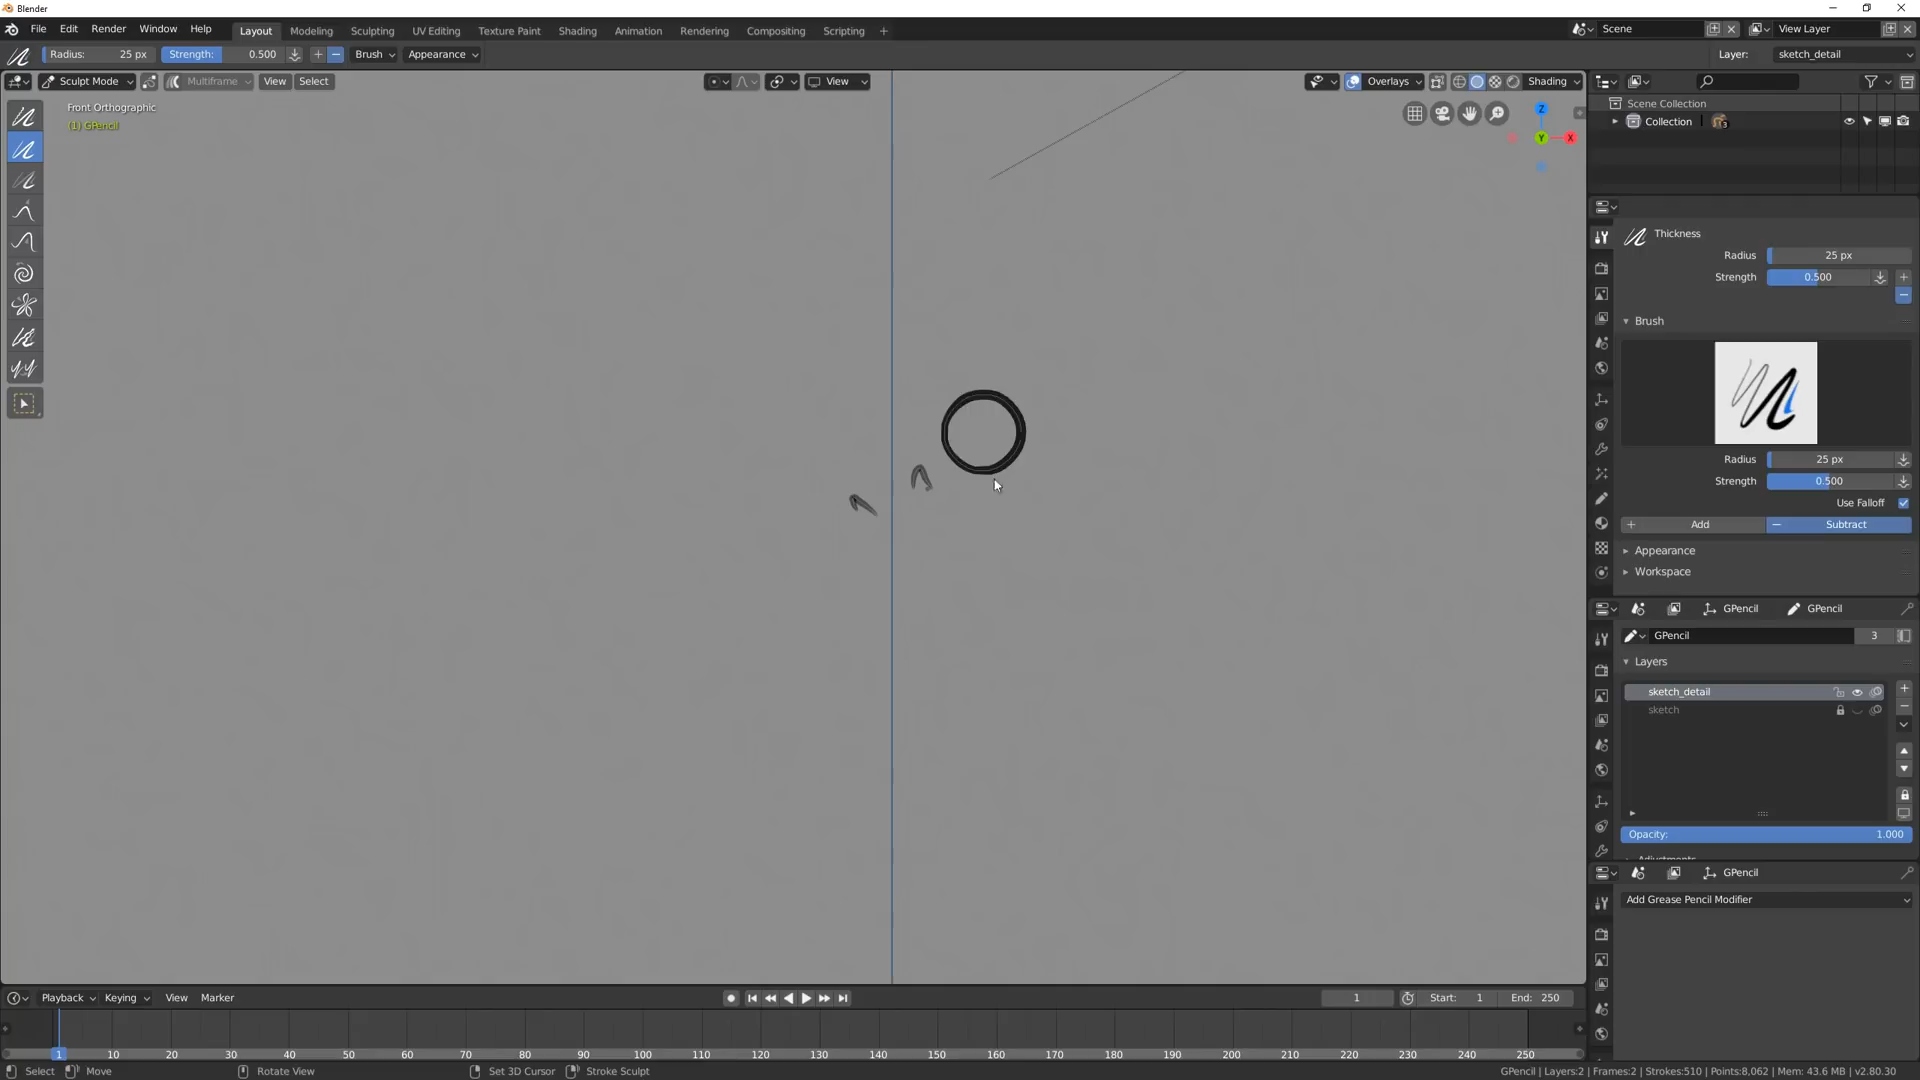 Blender
File Edit Render Window Help Layout Modeling Sculpting UV Editing Texture Paint Shading Animation Rendering Compositing Scripting + Scene View Layer
Radius: 25 px Strength: 0.500 Brush Appearance Layer: sketch_detail
Sculpt Mode Multiframe View Select View Overlays Shading
Front Orthographic
(1) GPencil
Z
Y
X
Scene Collection
Collection 3
Thickness
Radius 25 px
Strength 0.500
Brush
Radius 25 px
Strength 0.500
Use Falloff
Add Subtract
Appearance
Workspace
GPencil GPencil
GPencil 3
Layers
sketch_detail
sketch
Opacity: 1.000
Adjustments
GPencil
Add Grease Pencil Modifier
Playback Keying View Marker 1 Start: 1 End: 250
1 10 20 30 40 50 60 70 80 90 100 110 120 130 140 150 160 170 180 190 200 210 220 230 240 250
Select Move Rotate View Set 3D Cursor Stroke Sculpt GPencil | Layers:2 | Frames:2 | Strokes:510 | Points:8,062 | Mem: 43.6 MB | v2.80.30